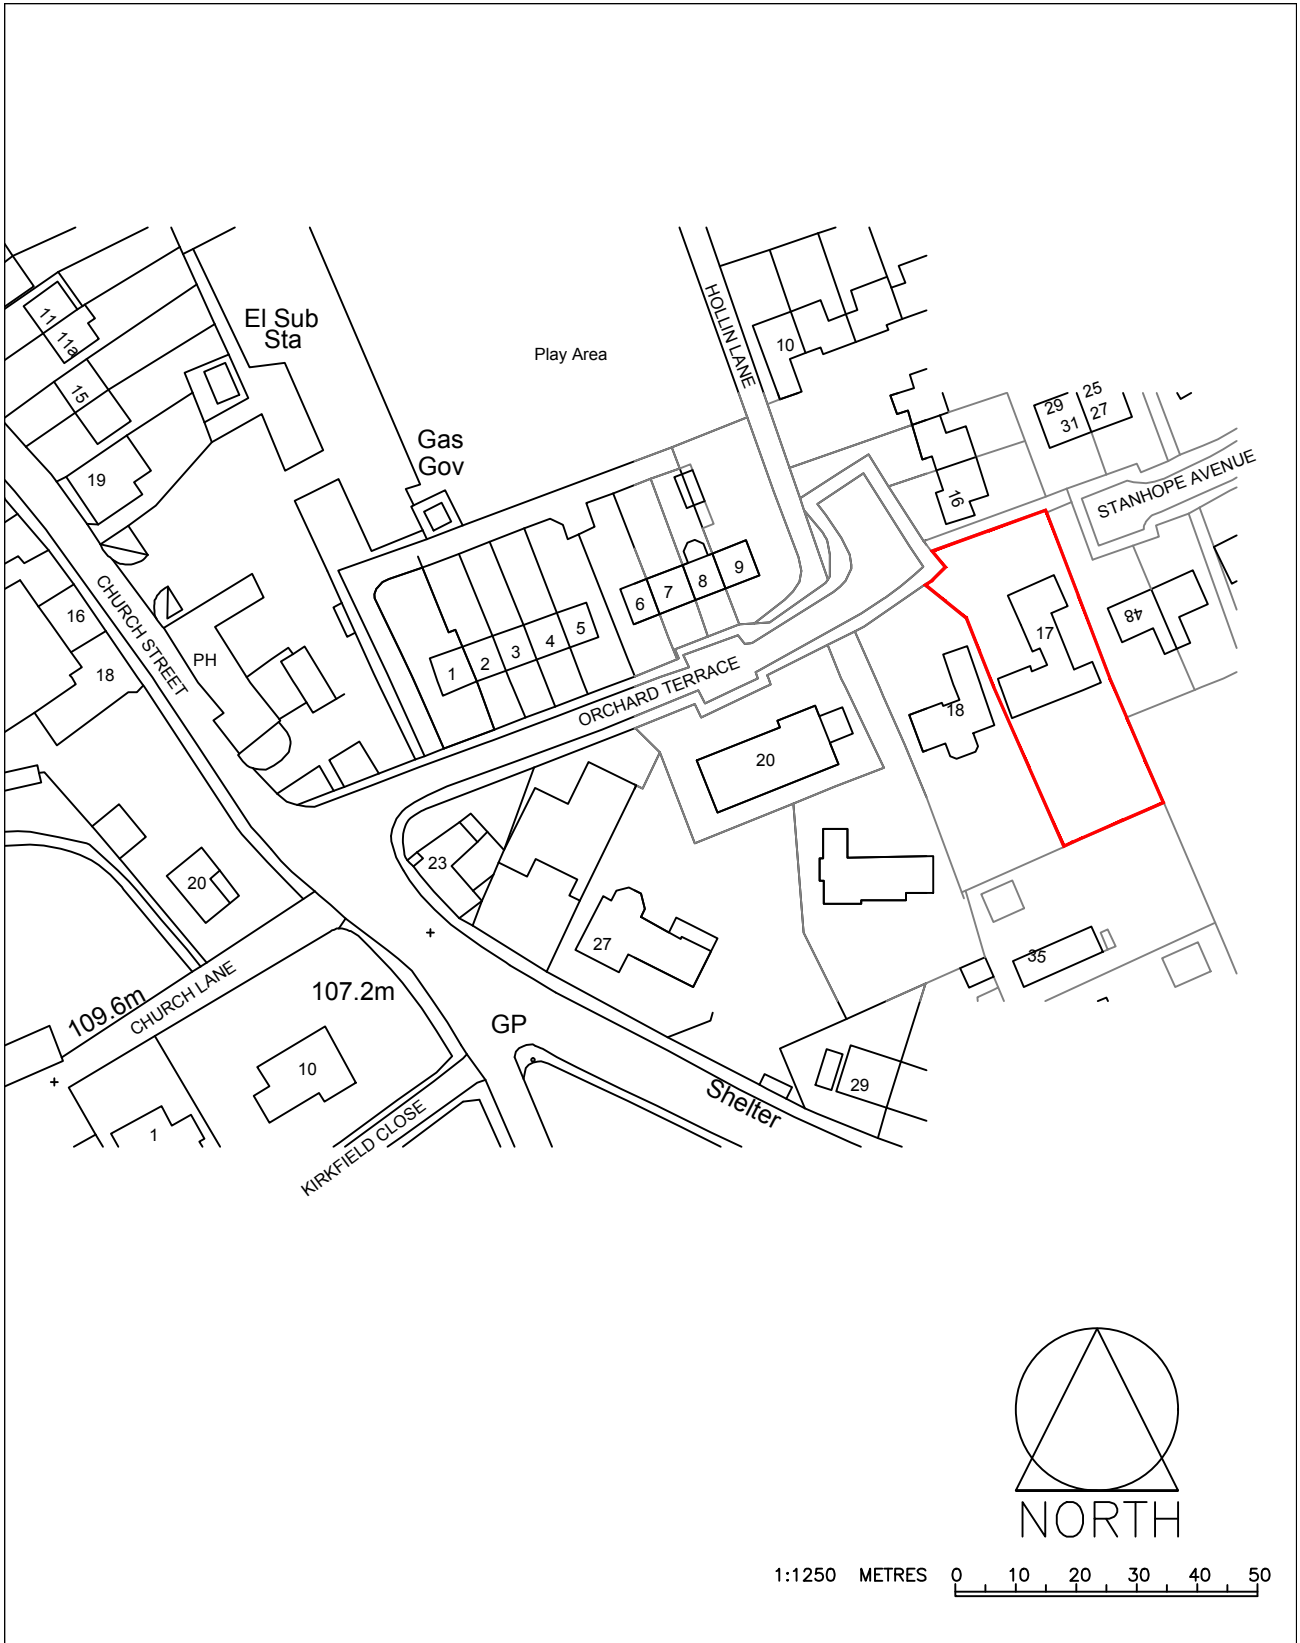 El Sub
Sta
HOLLIN LANE
11
11a
Play Area
10
15
29
25
31
27
Gas
Gov
19
STANHOPE AVENUE
16
CHURCH STREET
9
8
7
6
5
4
3
2
1
16
18
PH
48
17
ORCHARD TERRACE
18
20
23
20
27
35
CHURCH LANE
109.6m
107.2m
GP
10
29
Shelter
1
KIRKFIELD CLOSE
NORTH
1:1250 METRES 0 10 20 30 40 50